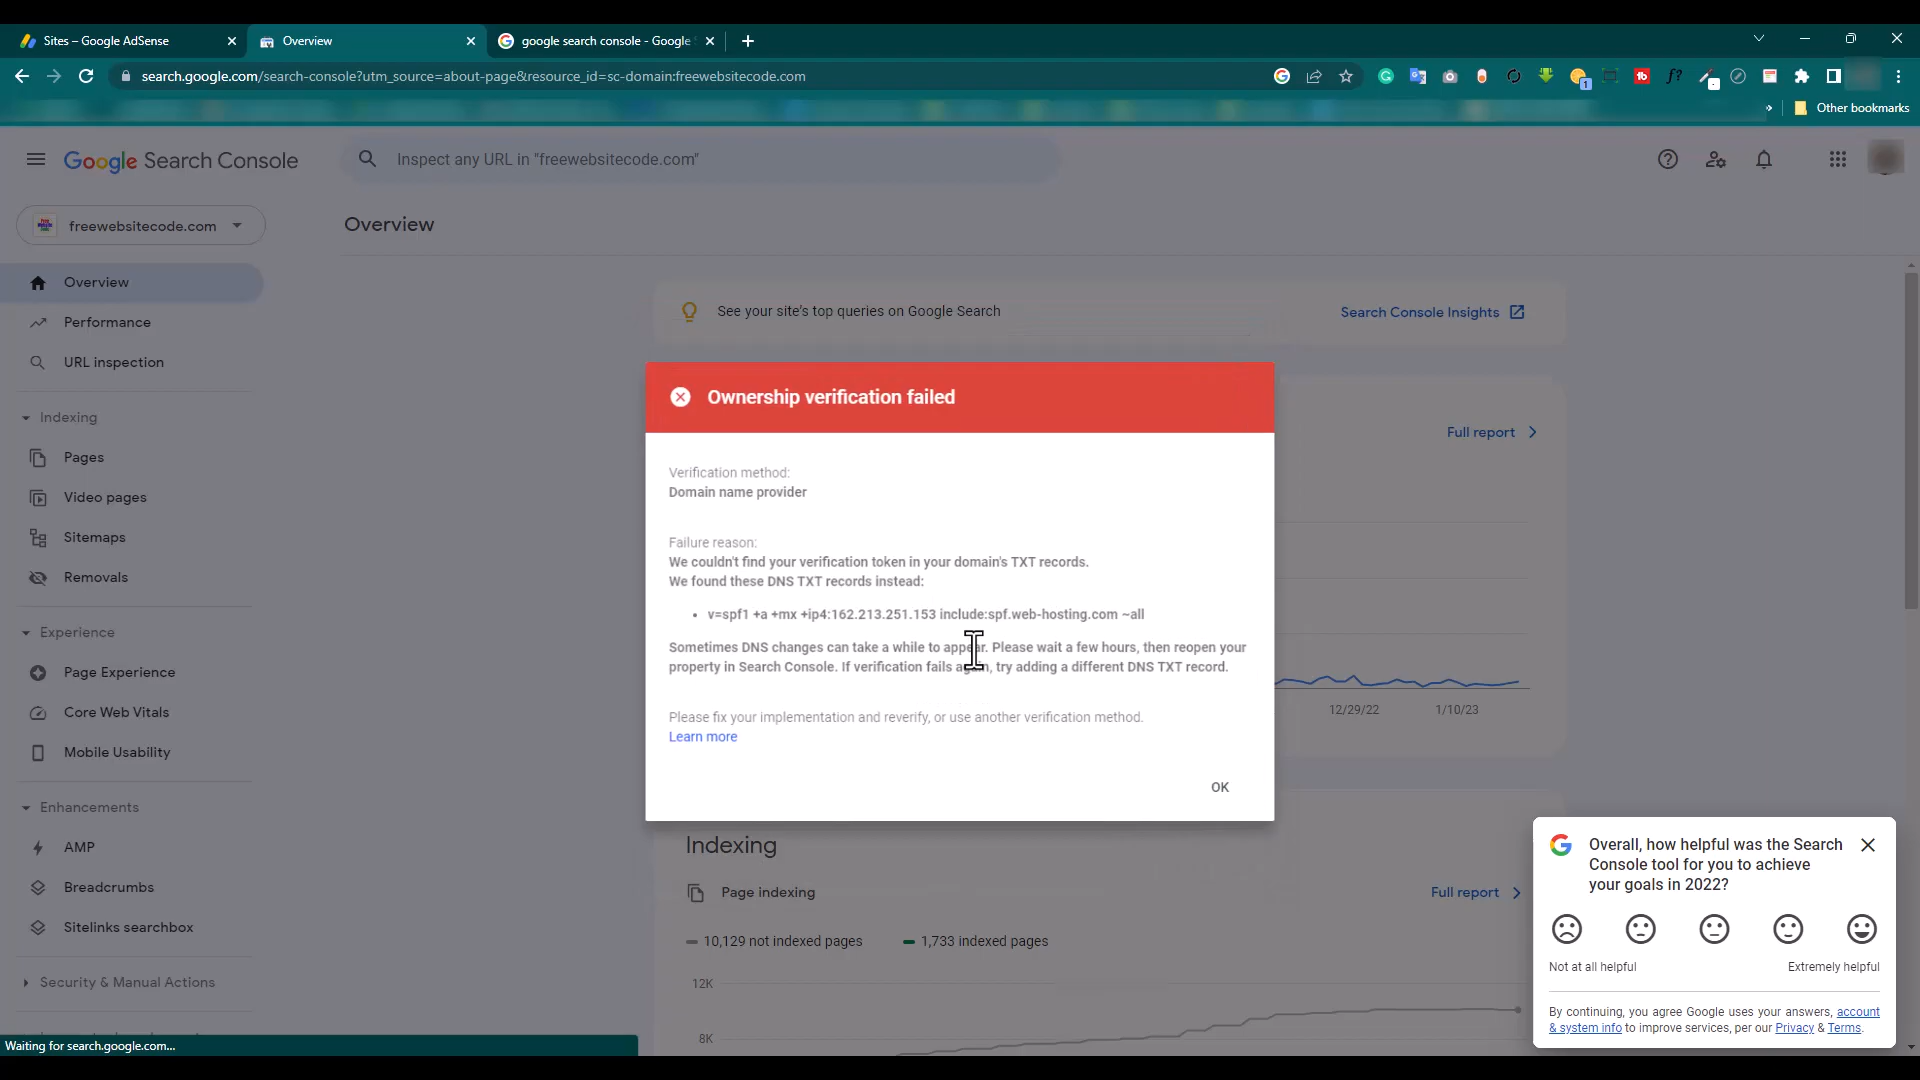 Sites – Google AdSense
Overview
google search console - Google
search.google.com/search-console?utm_source=about-page&resource_id=sc-domain:freewebsitecode.com
1
f?
Other bookmarks
Google Search Console
Inspect any URL in "freewebsitecode.com"
freewebsitecode.com
Overview
Overview
Performance
URL inspection
Indexing
Pages
Video pages
Sitemaps
Removals
Experience
Page Experience
Core Web Vitals
Mobile Usability
Enhancements
AMP
Breadcrumbs
Sitelinks searchbox
Security & Manual Actions
See your site's top queries on Google Search
Search Console Insights
Full report
Ownership verification failed
Verification method:
Domain name provider
Failure reason:
We couldn't find your verification token in your domain's TXT records.
We found these DNS TXT records instead:
• v=spf1 +a +mx +ip4:162.213.251.153 include:spf.web-hosting.com ~all
Sometimes DNS changes can take a while to appear. Please wait a few hours, then reopen your
property in Search Console. If verification fails again, try adding a different DNS TXT record.
Please fix your implementation and reverify, or use another verification method.
Learn more
OK
12/29/22
1/10/23
Indexing
Page indexing
Full report
10,129 not indexed pages
1,733 indexed pages
12K
8K
Overall, how helpful was the Search
Console tool for you to achieve
your goals in 2022?
Not at all helpful
Extremely helpful
By continuing, you agree Google uses your answers, account
& system info to improve services, per our Privacy & Terms.
Waiting for search.google.com...